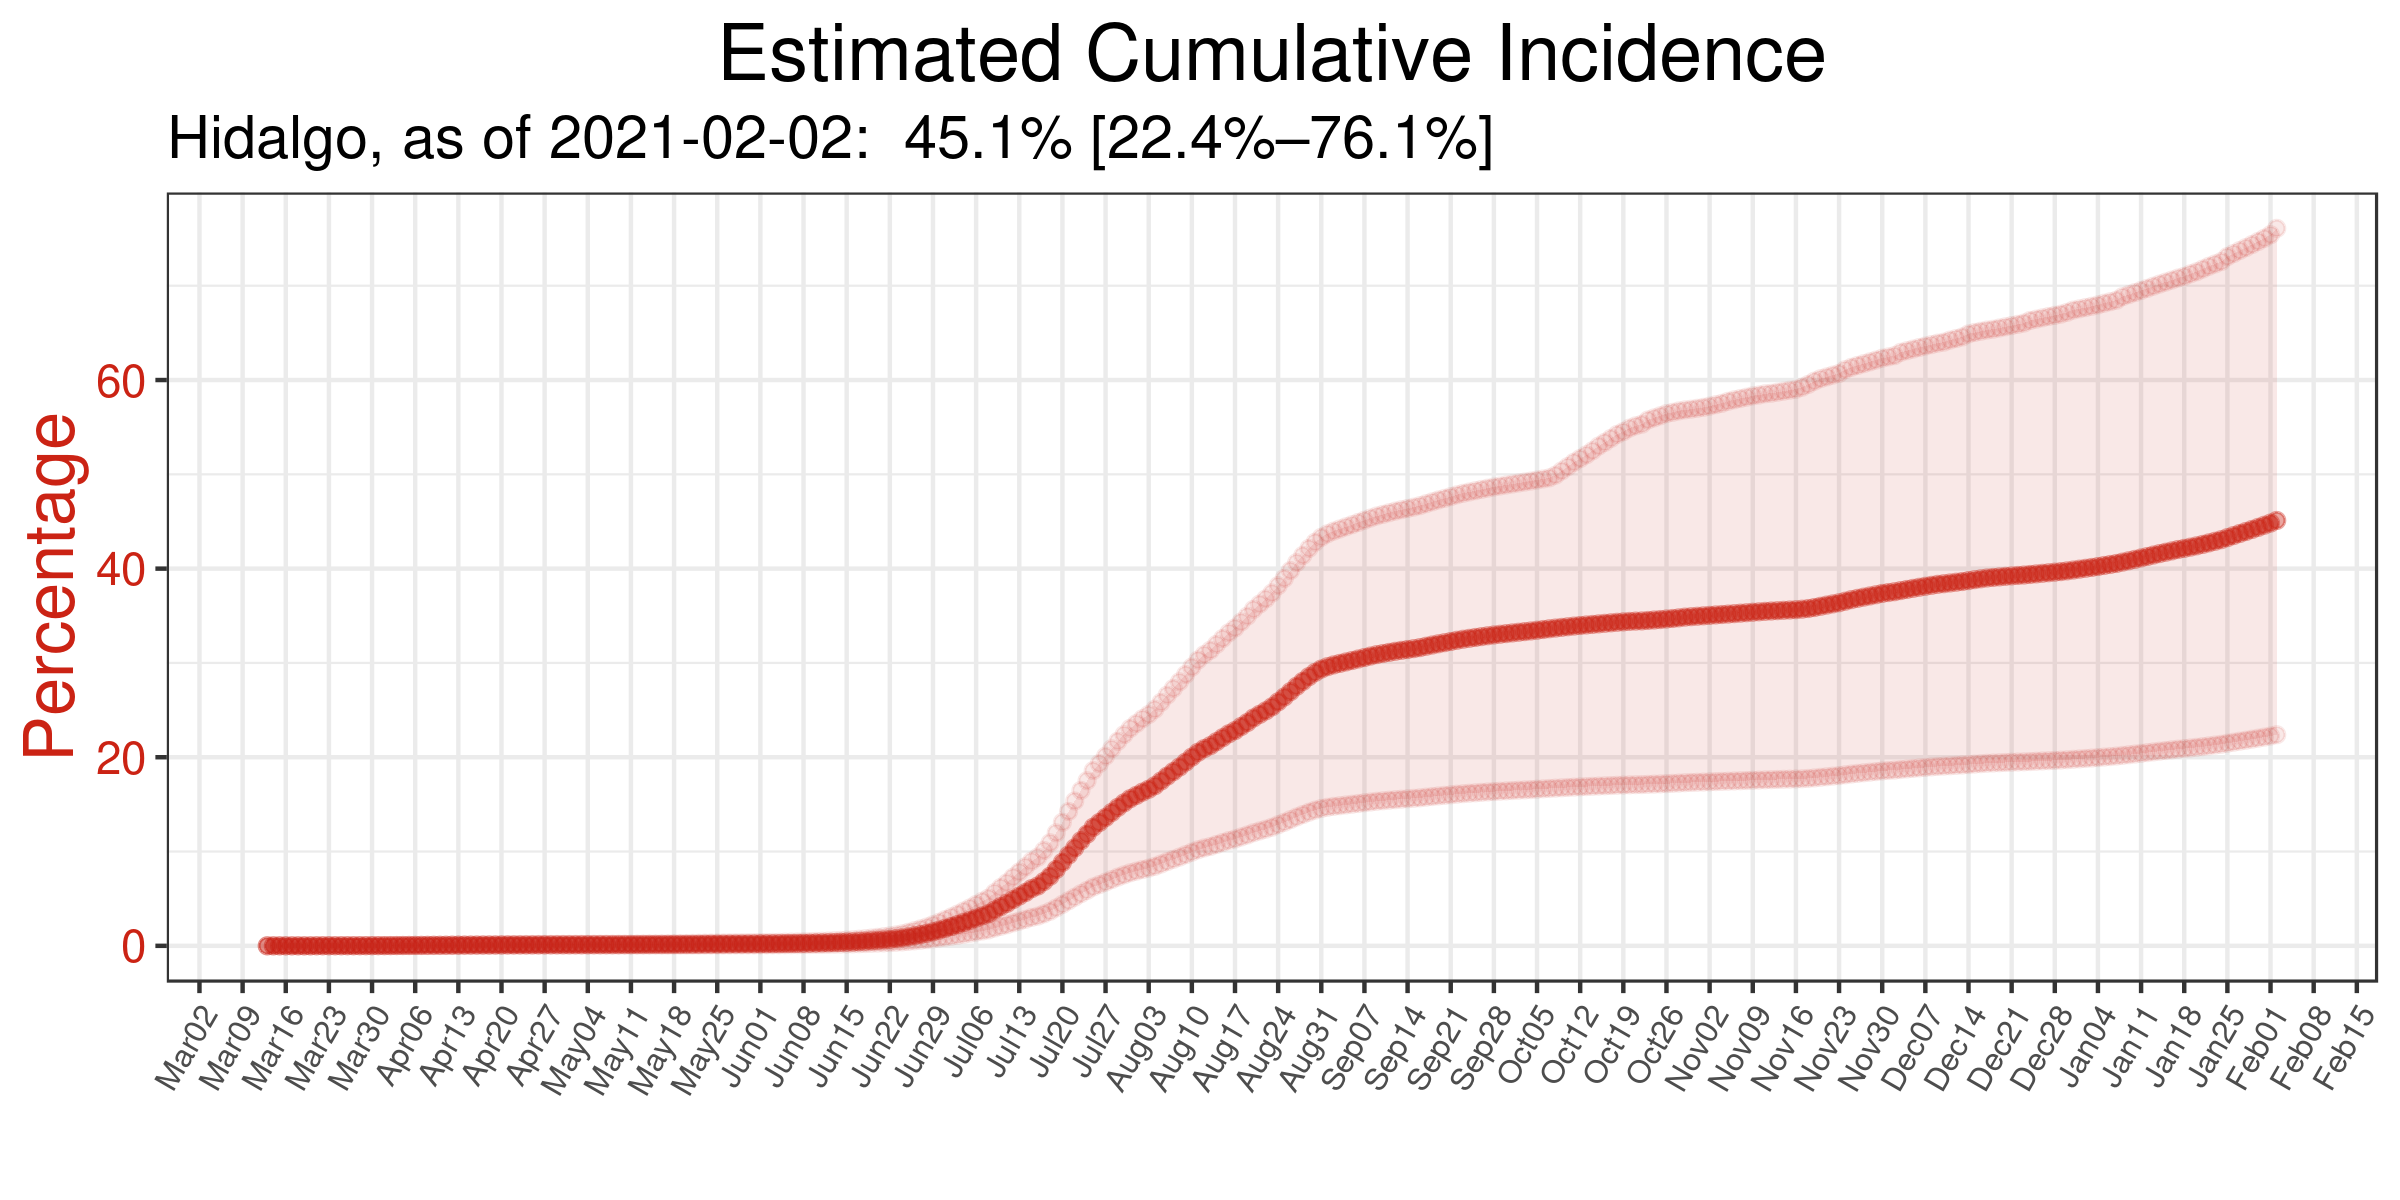 Estimated Cumulative Incidence
Hidalgo, as of 2021-02-02:  45.1% [22.4%–76.1%]
Percentage
60
40
20
0
Mar02 Mar09 Mar16 Mar23 Mar30 Apr06 Apr13 Apr20 Apr27 May04 May11 May18 May25 Jun01 Jun08 Jun15 Jun22 Jun29 Jul06 Jul13 Jul20 Jul27 Aug03 Aug10 Aug17 Aug24 Aug31 Sep07 Sep14 Sep21 Sep28 Oct05 Oct12 Oct19 Oct26 Nov02 Nov09 Nov16 Nov23 Nov30 Dec07 Dec14 Dec21 Dec28 Jan04 Jan11 Jan18 Jan25 Feb01 Feb08 Feb15